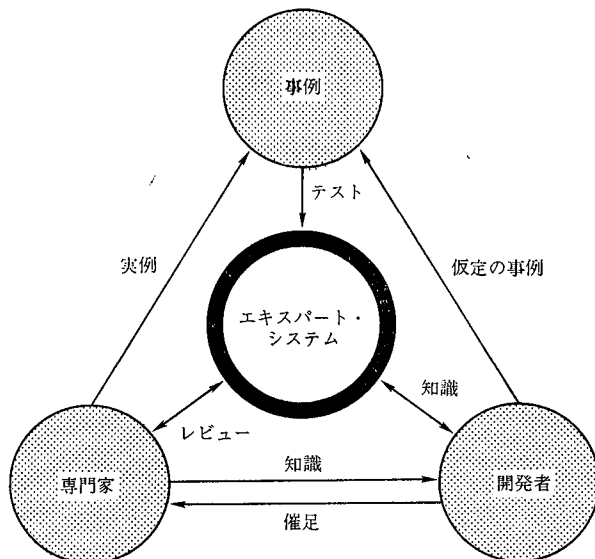 事例
テスト
実例
仮定の事例
エキスパート・
システム
知識
レビュー
専門家
知識
開発者
催足